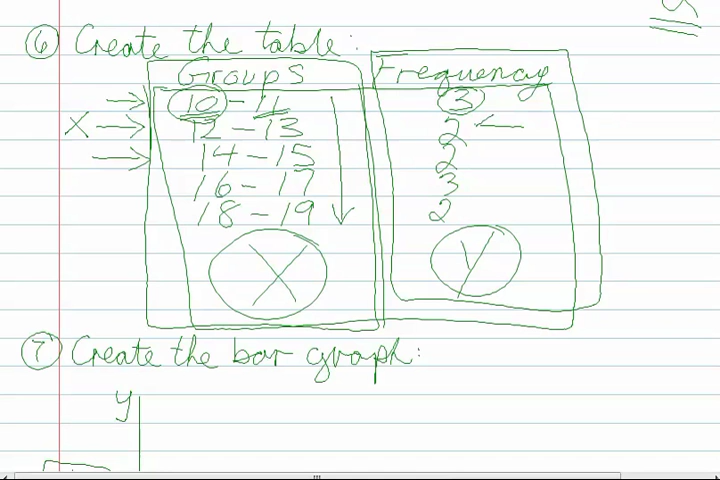 6 Create the table:
Groups Frequency
10 - 11 3
X 12 - 13 2
14 - 15 2
16 - 17 3
18 - 19 2
X Y
7 Create the bar graph:
y